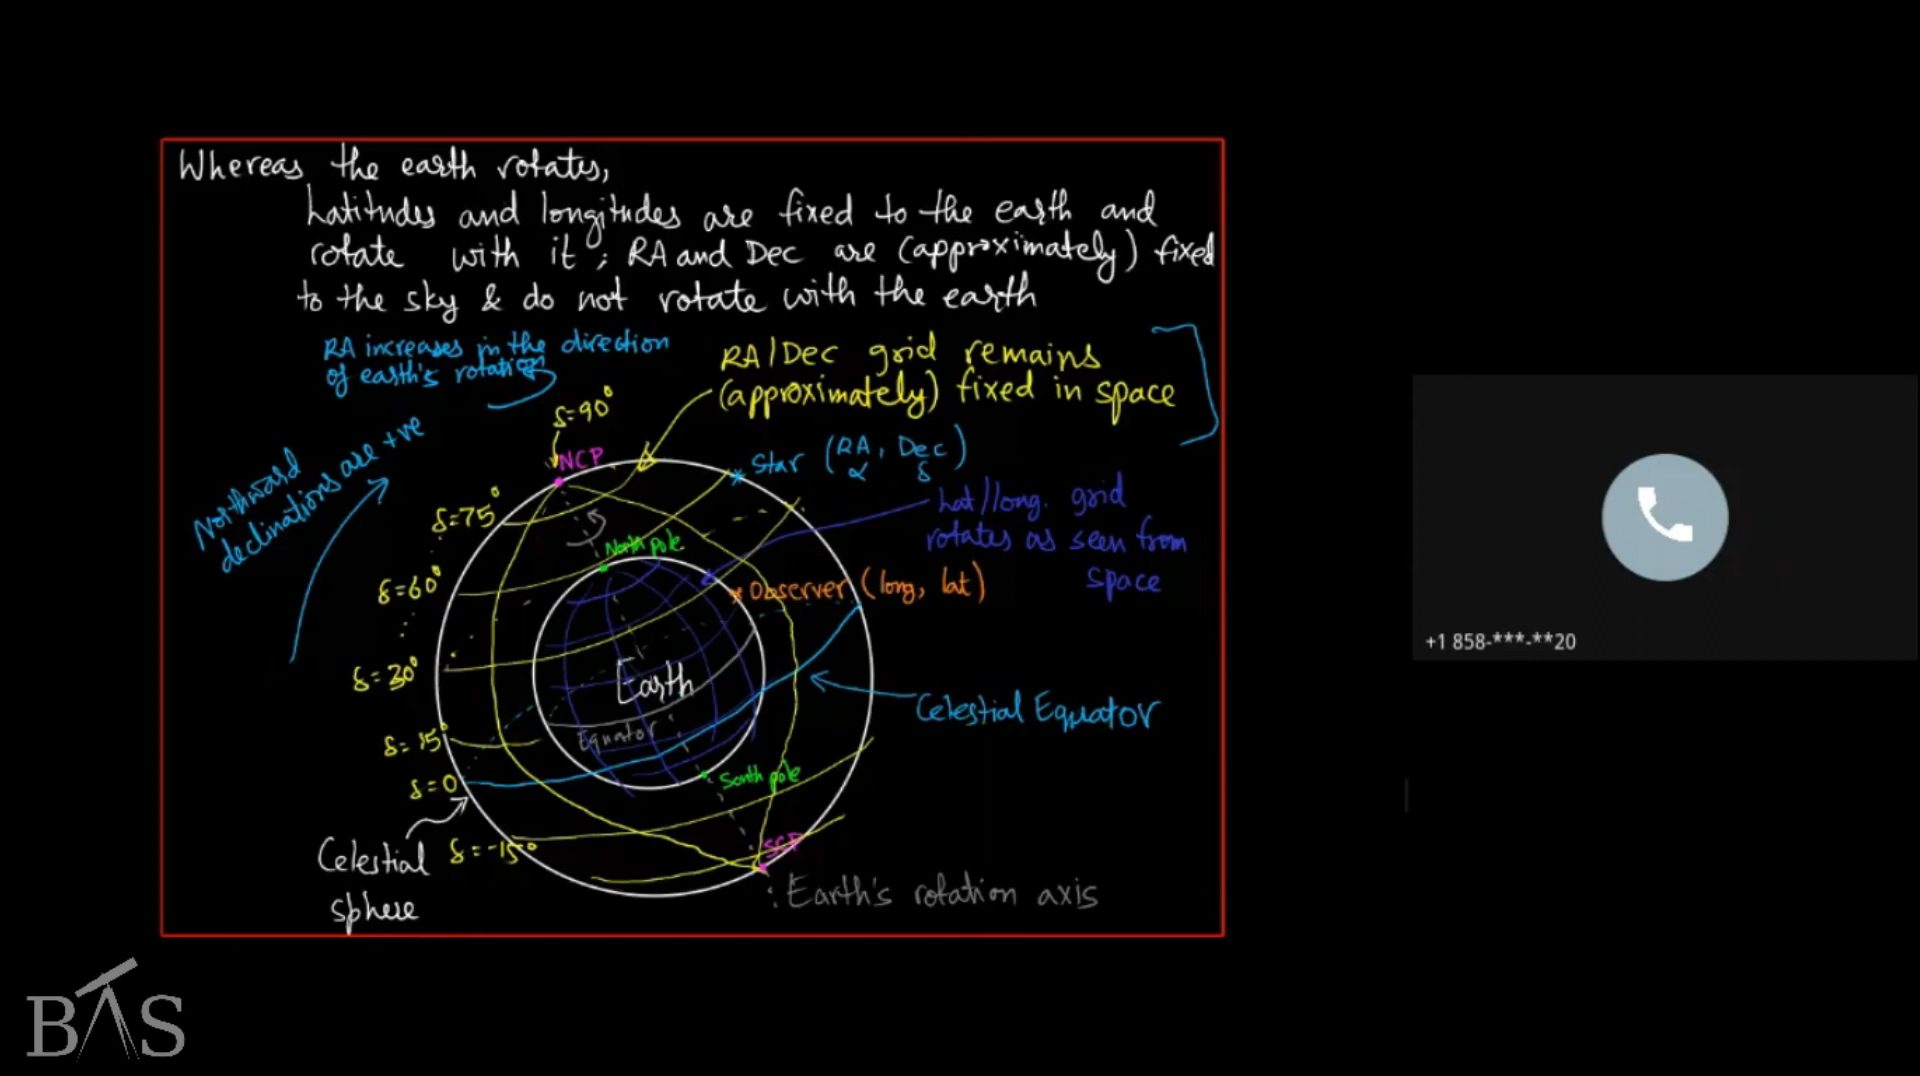 Whereas the earth rotates,
Latitudes and longitudes are fixed to the earth and
rotate with it; RA and Dec are (approximately) fixed
to the sky & do not rotate with the earth
RA increases in the direction
of earth's rotation
RA/Dec grid remains
(approximately) fixed in space
δ=90°
NCP
Star (RA, Dec)
α δ
Northward
declinations are +ve
δ=75°
Lat/long. grid
rotates as seen from
space
North pole
δ=60°
Observer (long, lat)
+1 858-***-**20
δ=30°
Earth
Celestial Equator
Equator
δ=15°
South pole
δ=0
SCP
Celestial
sphere
δ=-15°
Earth's rotation axis
BAS